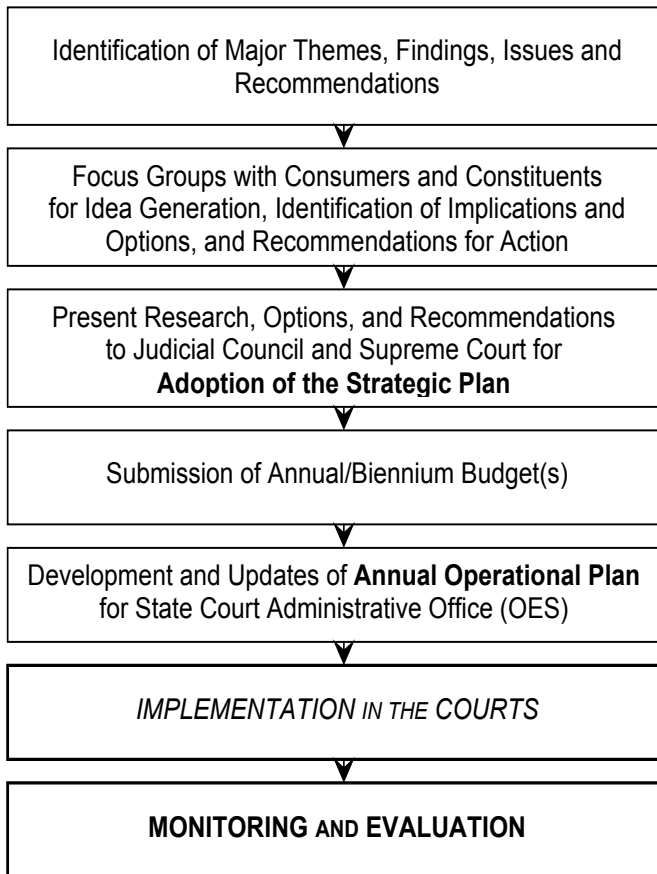 Identification of Major Themes, Findings, Issues and
Recommendations
Focus Groups with Consumers and Constituents
for Idea Generation, Identification of Implications and
Options, and Recommendations for Action
Present Research, Options, and Recommendations
to Judicial Council and Supreme Court for
Adoption of the Strategic Plan
Submission of Annual/Biennium Budget(s)
Development and Updates of Annual Operational Plan
for State Court Administrative Office (OES)
IMPLEMENTATION IN THE COURTS
MONITORING AND EVALUATION